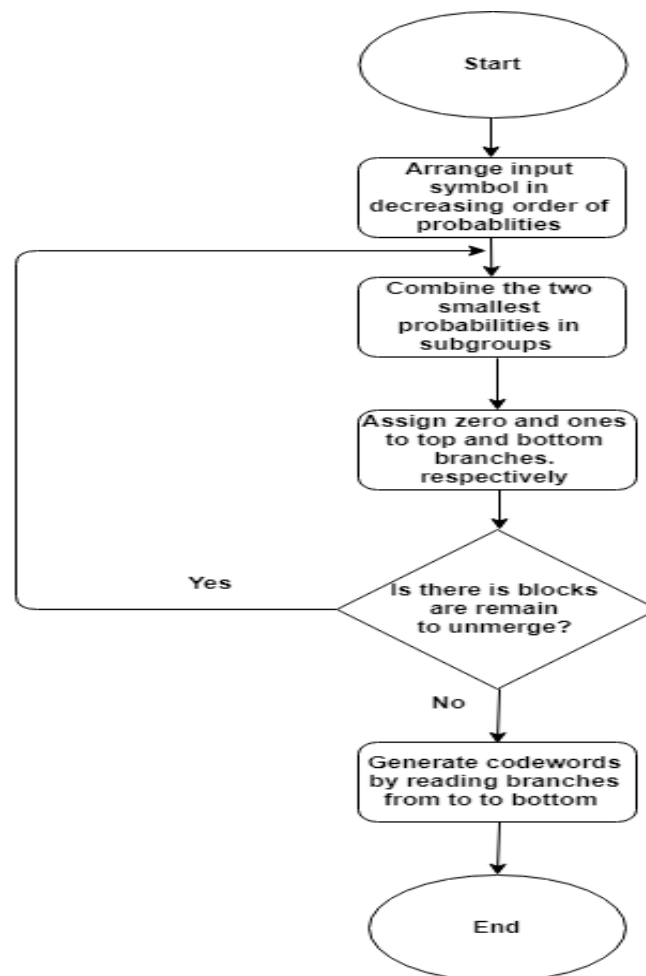 Start
Arrange input
symbol in
decreasing order of
probablities
Combine the two
smallest
probabilities in
subgroups
Assign zero and ones
to top and bottom
branches.
respectively
Yes
Is there is blocks
are remain
to unmerge?
No
Generate codewords
by reading branches
from to to bottom
End